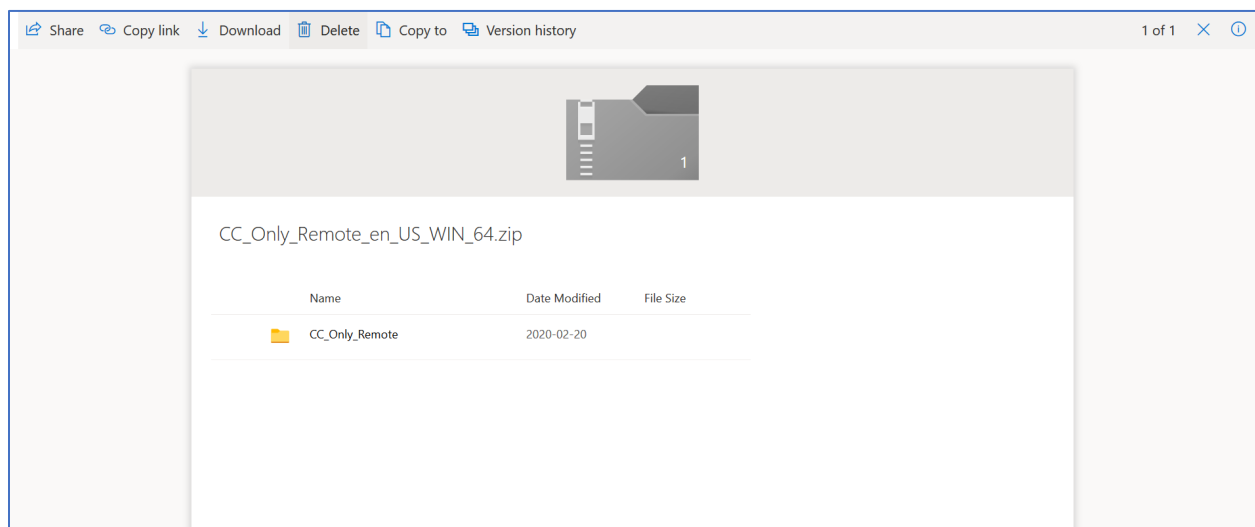 Share Copy link Download Delete Copy to Version history 1 of 1
1
CC_Only_Remote_en_US_WIN_64.zip
Name Date Modified File Size
CC_Only_Remote 2020-02-20